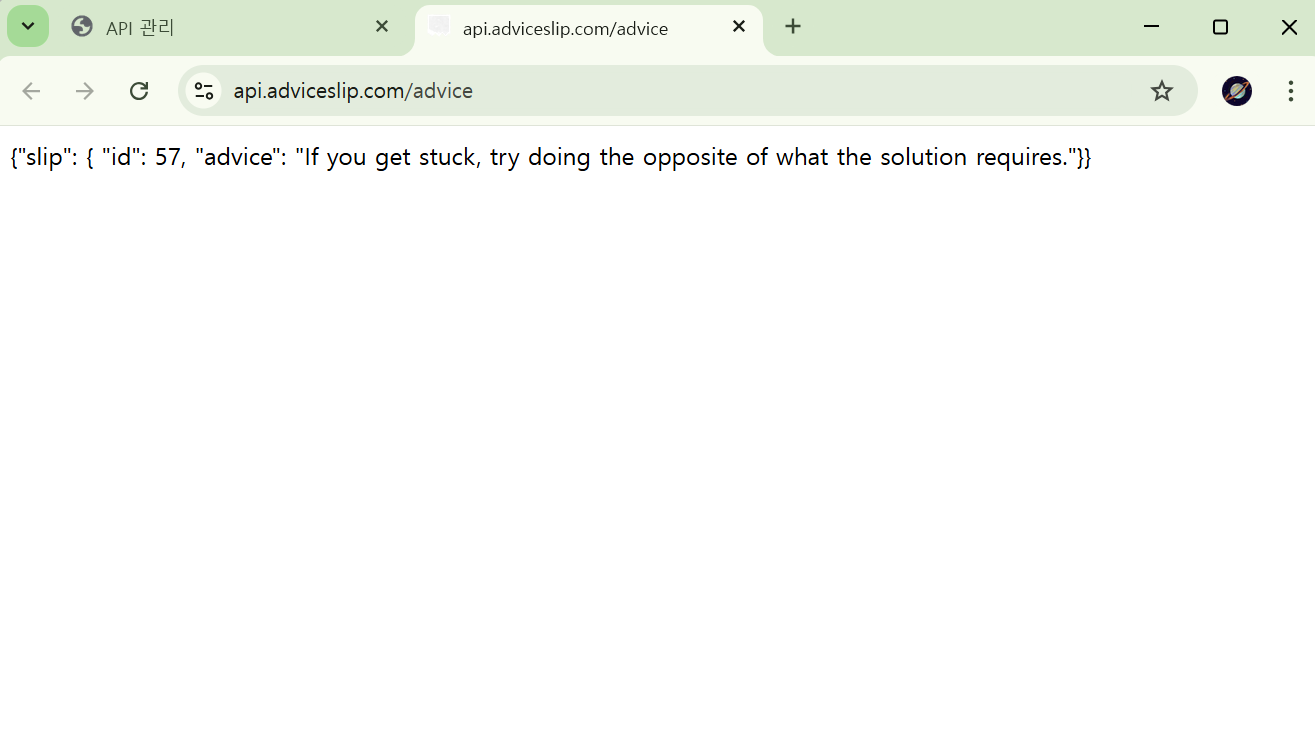 API 관리
api.adviceslip.com/advice
api.adviceslip.com/advice
{"slip": { "id": 57, "advice": "If you get stuck, try doing the opposite of what the solution requires."}}